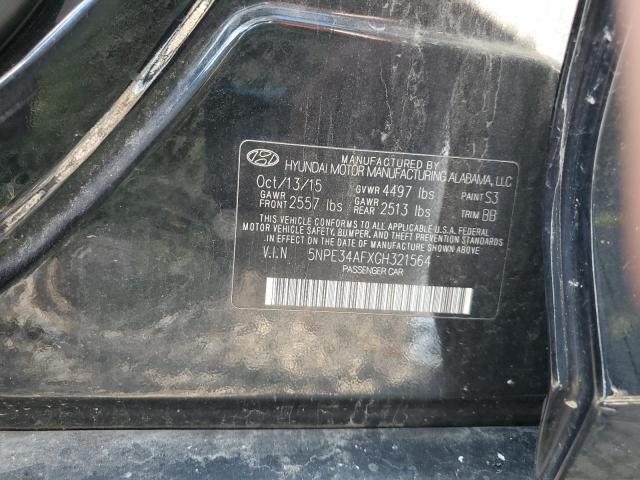 MANUFACTURED BY
HYUNDAI MOTOR MANUFACTURING ALABAMA, LLC
Oct/13/15 GVWR 4497 lbs PAINT S3
GAWR FRONT 2557 lbs GAWR REAR 2513 lbs TRIM BB
THIS VEHICLE CONFORMS TO ALL APPLICABLE U.S.A. FEDERAL
MOTOR VEHICLE SAFETY, BUMPER, AND THEFT PREVENTION STANDARDS
IN EFFECT ON THE DATE OF MANUFACTURE SHOWN ABOVE
V.I.N 5NPE34AFXGH321564
PASSENGER CAR